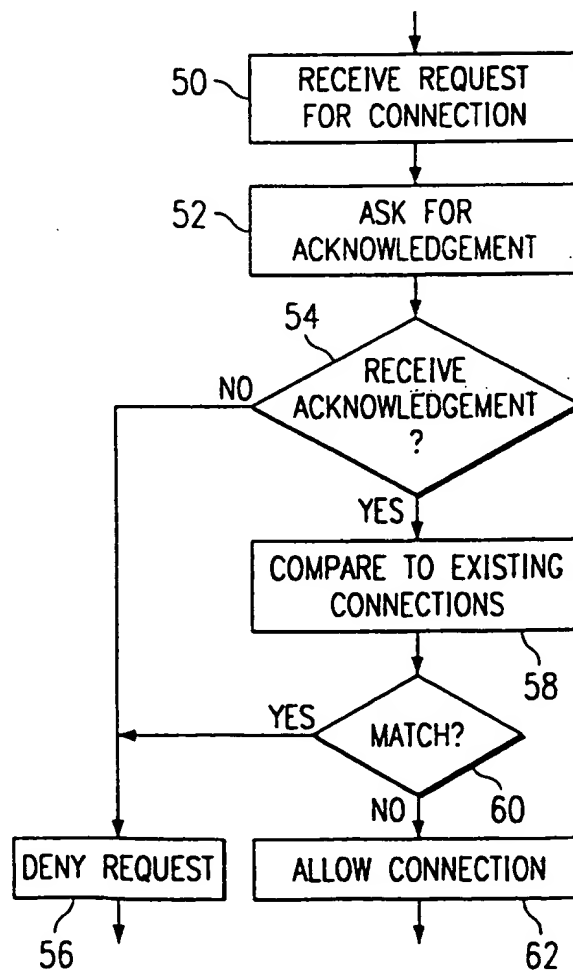 50
RECEIVE REQUEST
FOR CONNECTION
52
ASK FOR
ACKNOWLEDGEMENT
54
RECEIVE
ACKNOWLEDGEMENT
?
NO
YES
COMPARE TO EXISTING
CONNECTIONS
58
YES
MATCH?
60
NO
DENY REQUEST
ALLOW CONNECTION
56
62